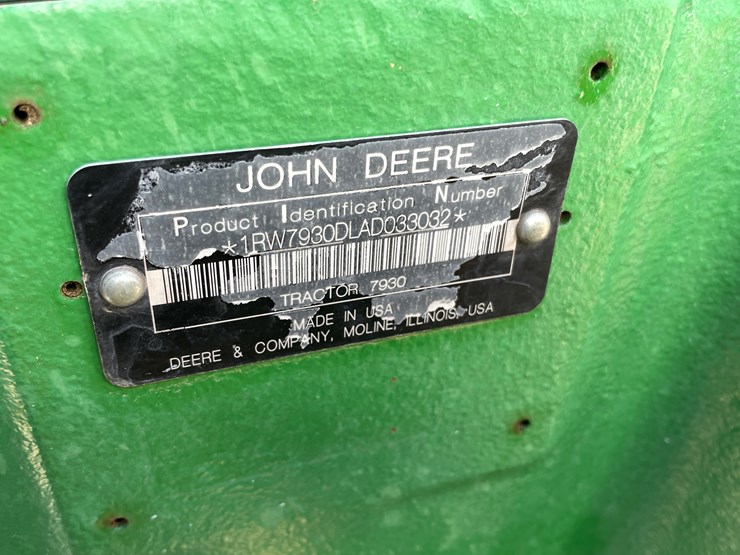 JOHN DEERE
Product Identification Number
*1RW7930DLAD033032*
TRACTOR 7930
MADE IN USA
DEERE & COMPANY, MOLINE, ILLINOIS, USA